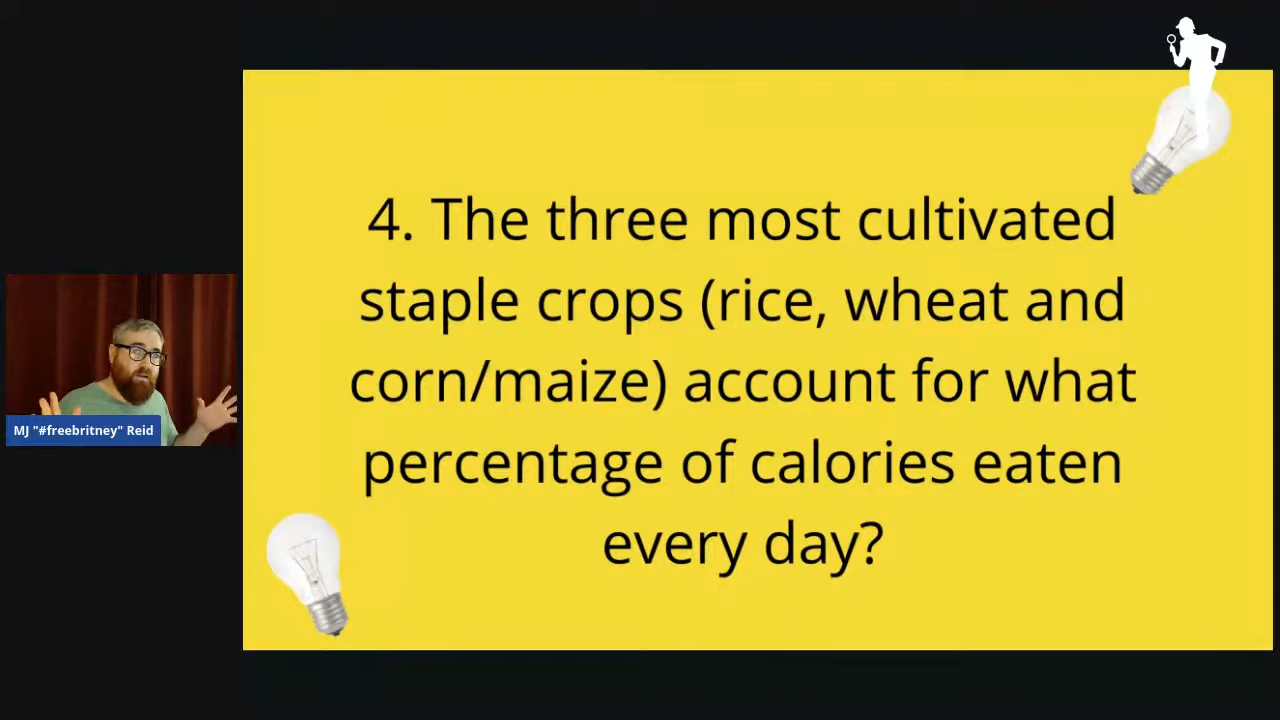 4. The three most cultivated
staple crops (rice, wheat and
corn/maize) account for what
percentage of calories eaten
every day?
MJ "#freebritney" Reid